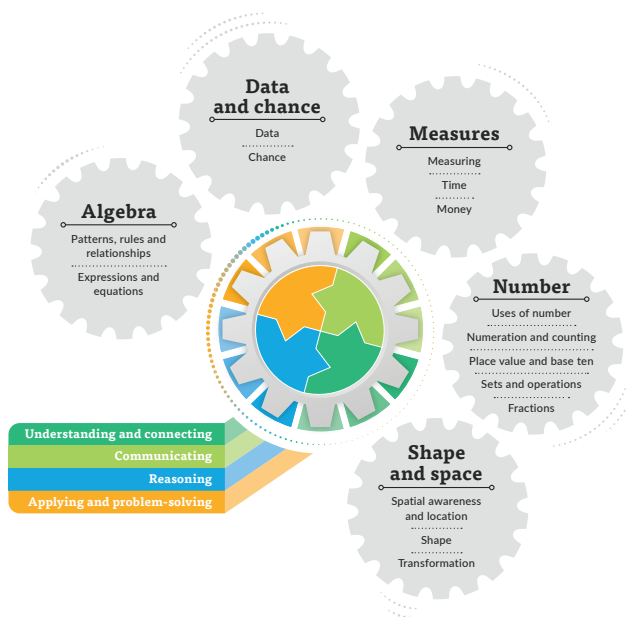 Data
and chance
Data
Chance
Measures
Measuring
Time
Money
Algebra
Patterns, rules and
relationships
Expressions and
equations
Number
Uses of number
Numeration and counting
Place value and base ten
Sets and operations
Fractions
Understanding and connecting
Communicating
Reasoning
Applying and problem-solving
Shape
and space
Spatial awareness
and location
Shape
Transformation